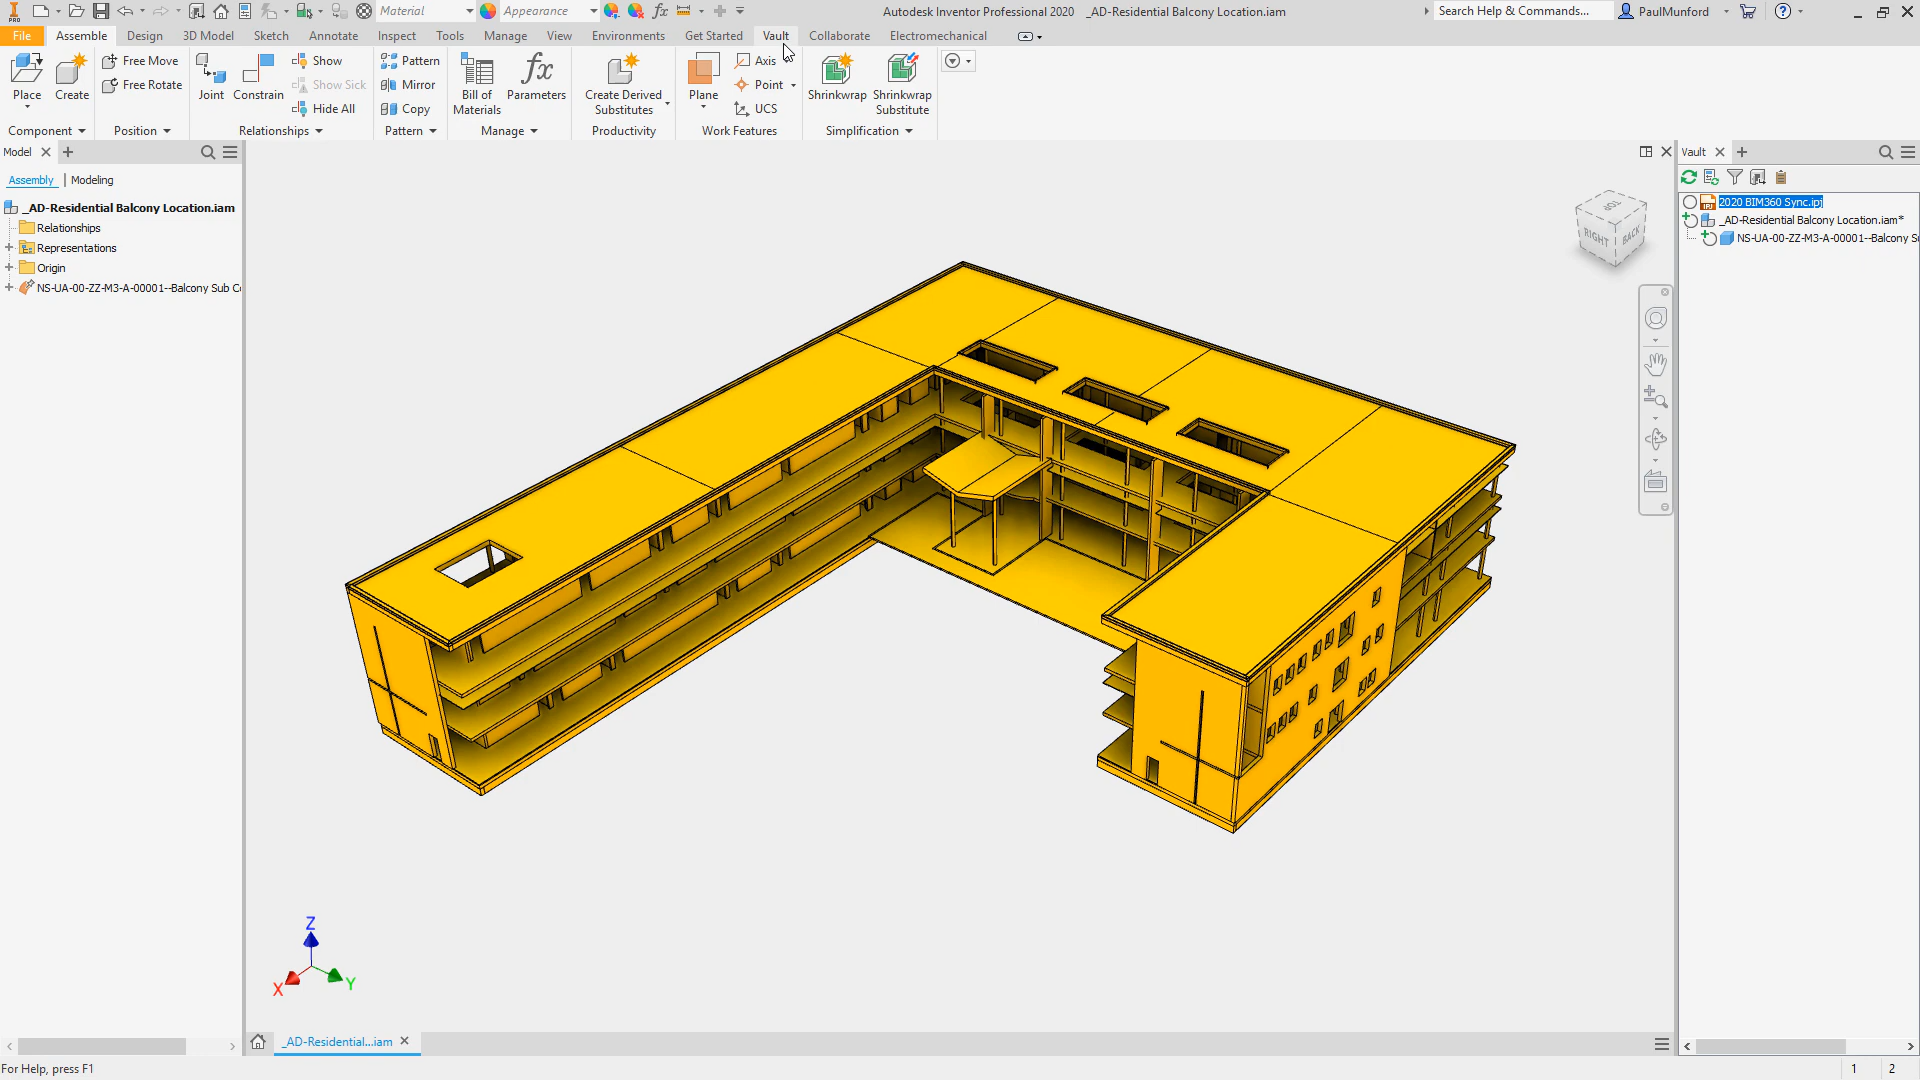 PRO
Material
Appearance
fx
Autodesk Inventor Professional 2020 _AD-Residential Balcony Location.iam
Search Help & Commands...
PaulMunford
File
Assemble
Design
3D Model
Sketch
Annotate
Inspect
Tools
Manage
View
Environments
Get Started
Vault
Collaborate
Electromechanical
Place
Create
Component
Free Move
Free Rotate
Position
Joint
Constrain
Show
Show Sick
Hide All
Relationships
Pattern
Mirror
Copy
Pattern
Bill of
Materials
fx
Parameters
Manage
Create Derived
Substitutes
Productivity
Plane
Axis
Point
UCS
Work Features
Shrinkwrap
Shrinkwrap
Substitute
Simplification
Model
Assembly
Modeling
_AD-Residential Balcony Location.iam
Relationships
Representations
Origin
NS-UA-00-ZZ-M3-A-00001--Balcony Sub C
TOP
RIGHT
BACK
Z
X
Y
Vault
IPJ
2020 BIM360 Sync.ipj
_AD-Residential Balcony Location.iam*
NS-UA-00-ZZ-M3-A-00001--Balcony S
_AD-Residential...iam
For Help, press F1
1
2